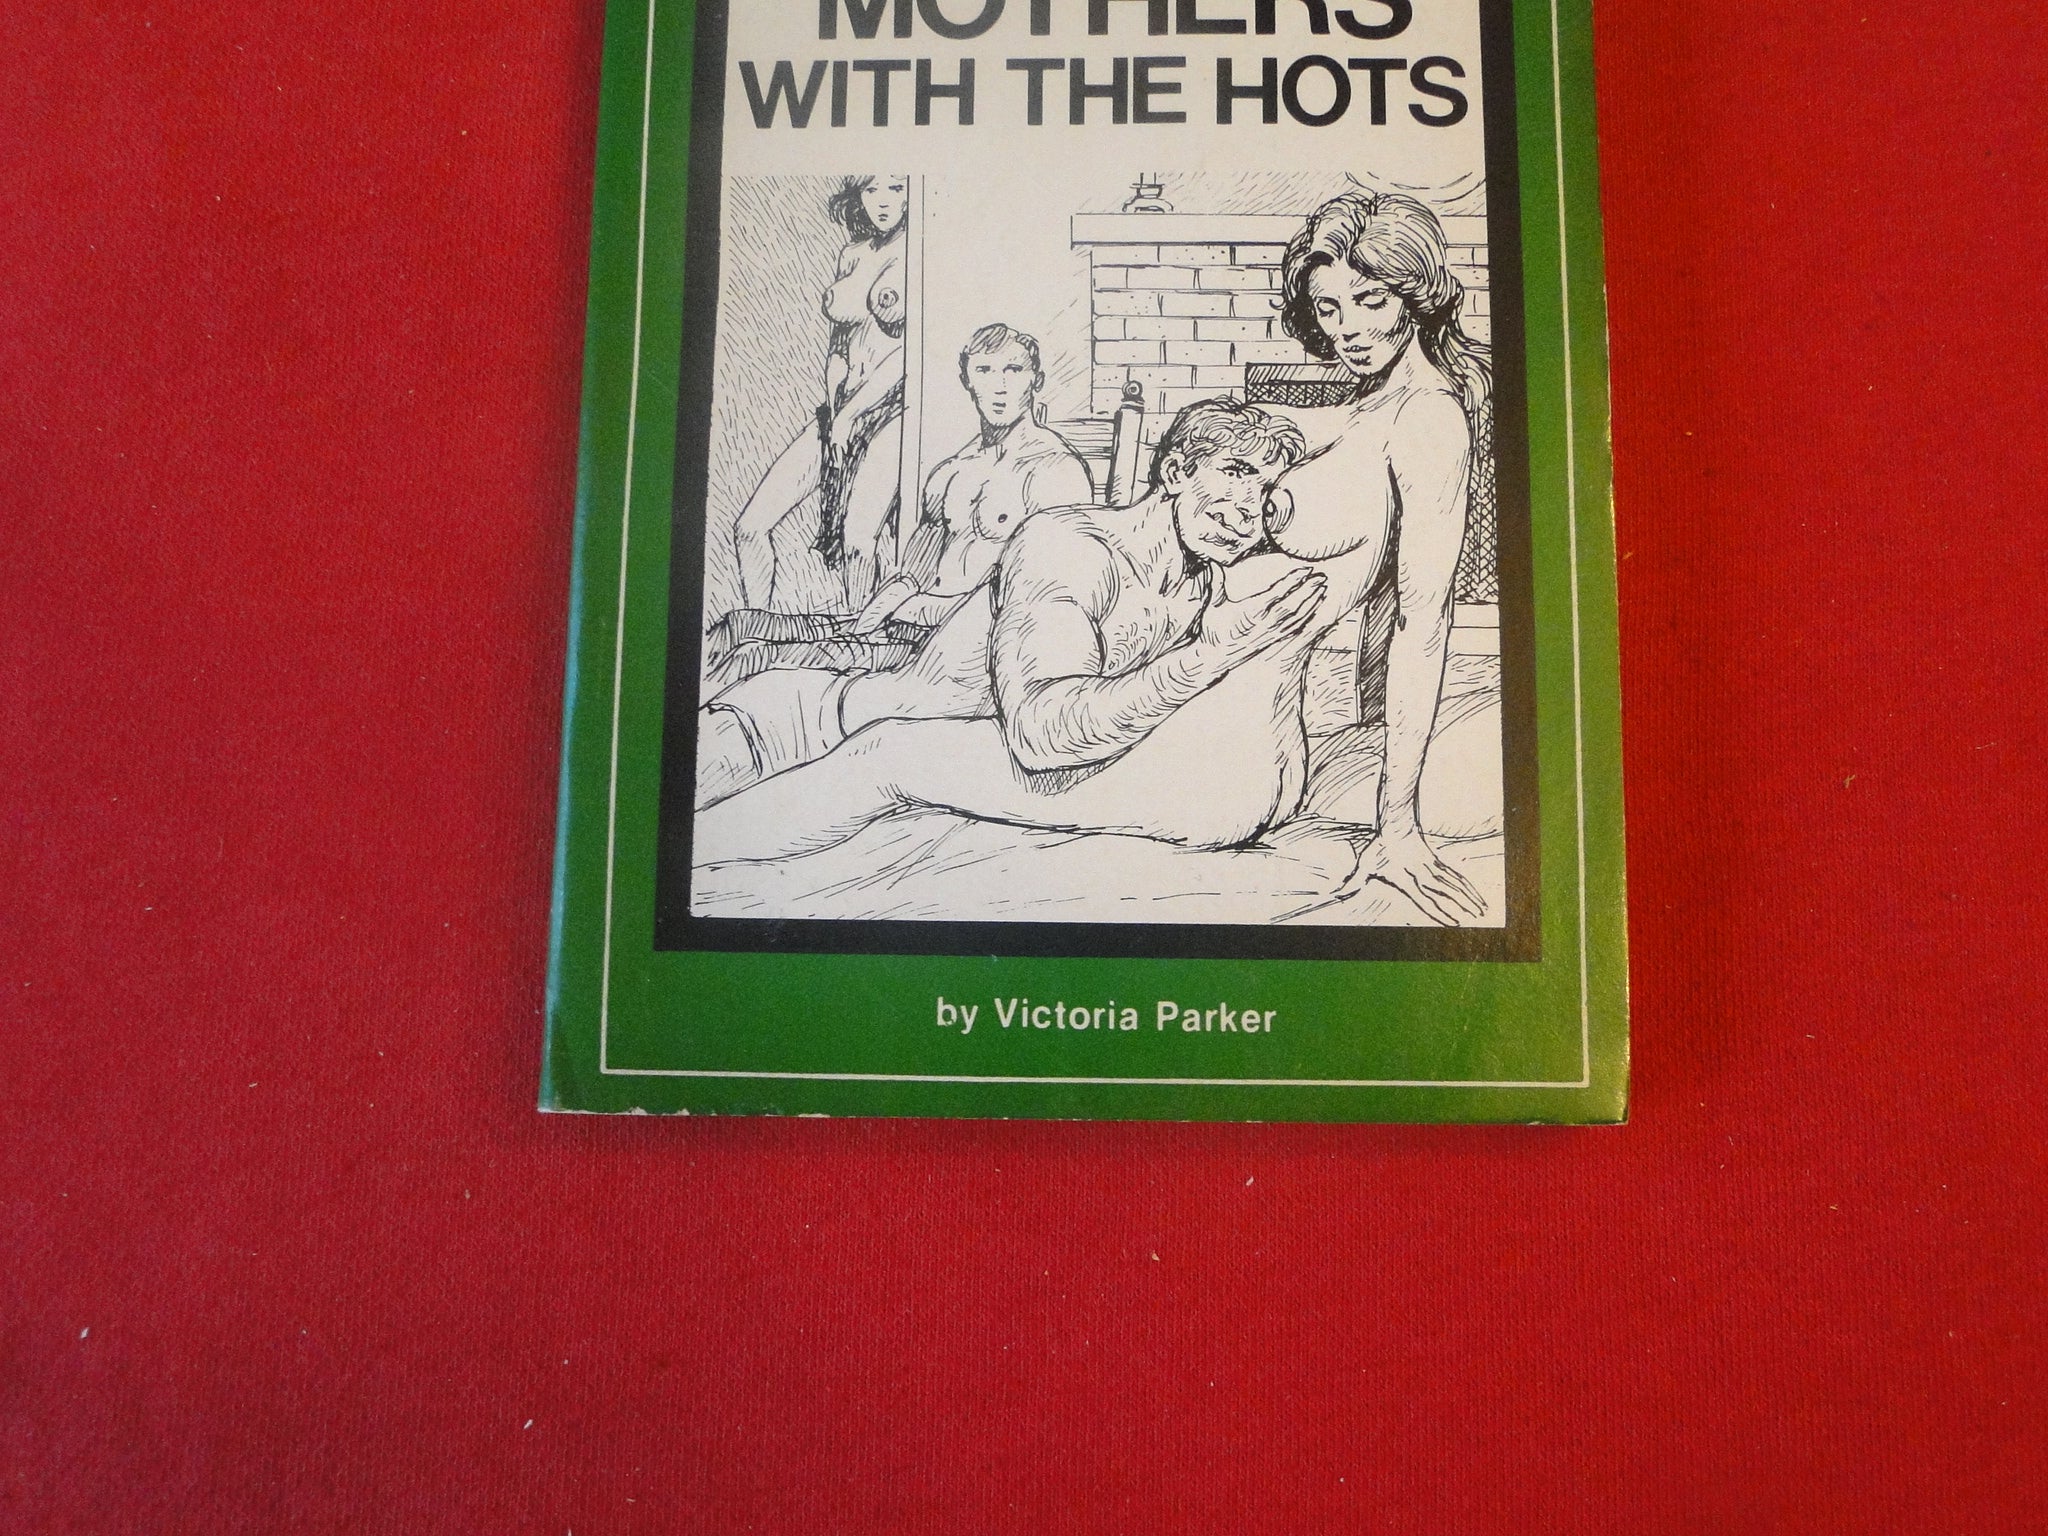 MOTHERS
WITH THE HOTS
by Victoria Parker